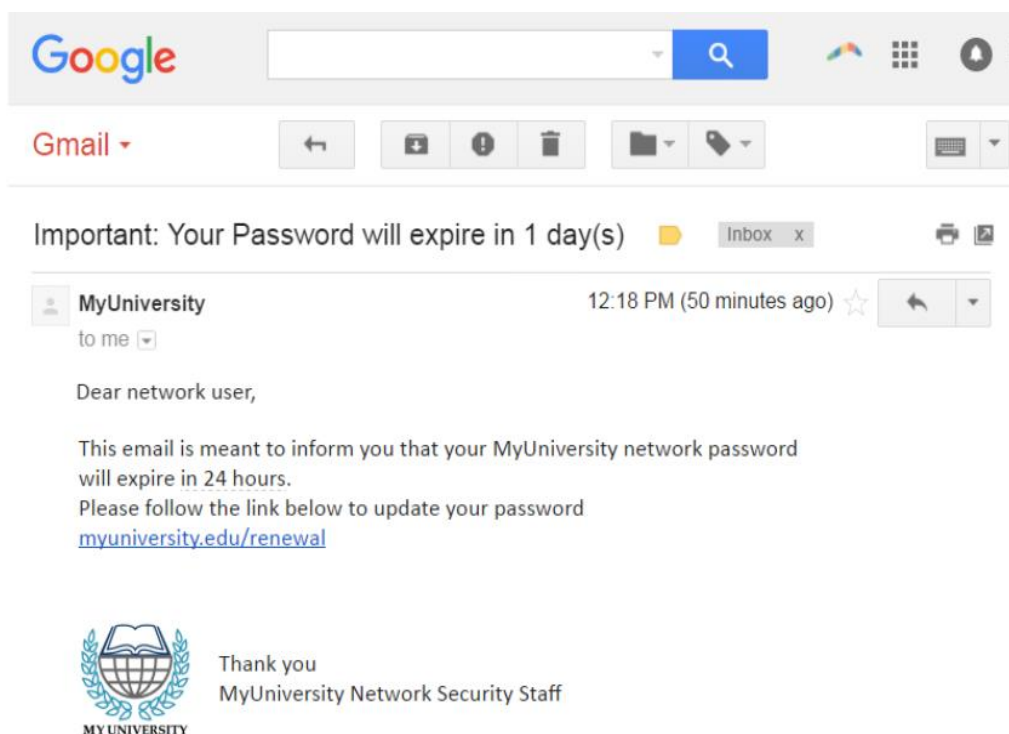 Google
Gmail
Important: Your Password will expire in 1 day(s)
Inbox x
MyUniversity
12:18 PM (50 minutes ago)
to me
Dear network user,
This email is meant to inform you that your MyUniversity network password
will expire in 24 hours.
Please follow the link below to update your password
myuniversity.edu/renewal
Thank you
MyUniversity Network Security Staff
MY UNIVERSITY